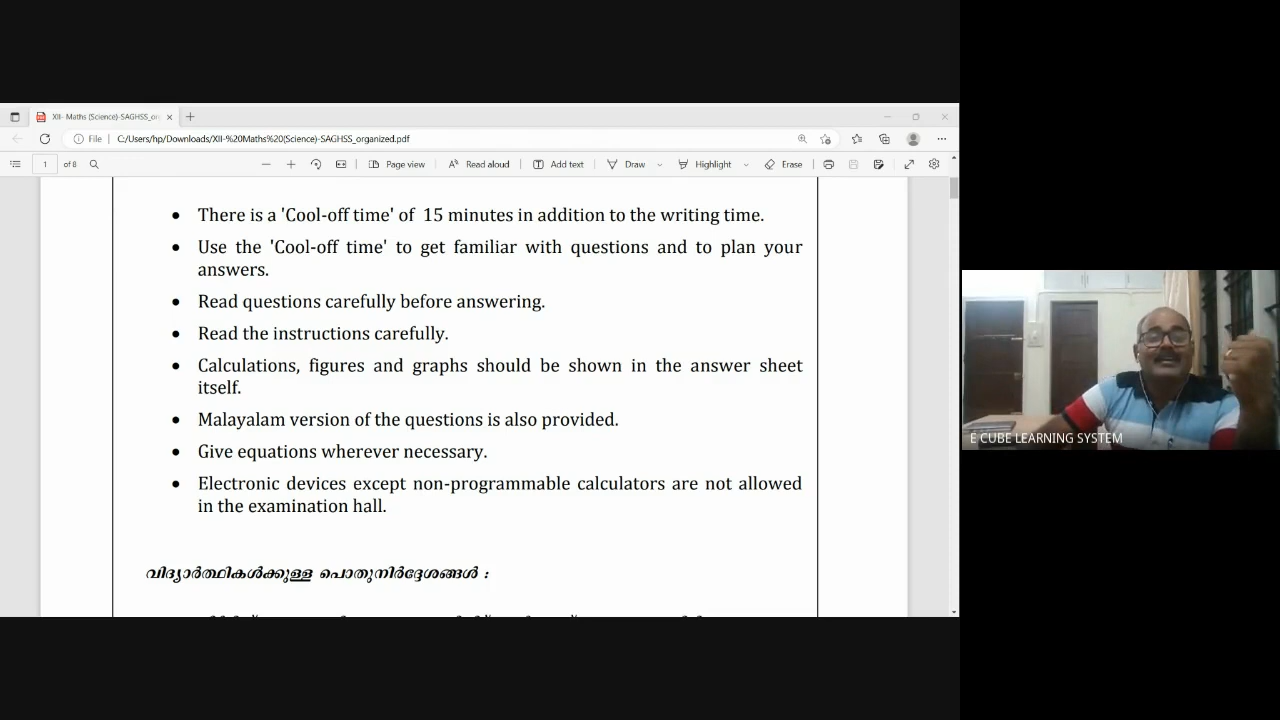 XII- Maths (Science)-SAGHSS_or
File
C:/Users/hp/Downloads/XII-%20Maths%20(Science)-SAGHSS_organized.pdf
1 of 8
Page view
Read aloud
Add text
Draw
Highlight
Erase
• There is a 'Cool-off time' of 15 minutes in addition to the writing time.
• Use the 'Cool-off time' to get familiar with questions and to plan your
answers.
• Read questions carefully before answering.
• Read the instructions carefully.
• Calculations, figures and graphs should be shown in the answer sheet
itself.
• Malayalam version of the questions is also provided.
• Give equations wherever necessary.
• Electronic devices except non-programmable calculators are not allowed
in the examination hall.
വിദ്യാർത്ഥികൾക്കുള്ള പൊതുനിർദ്ദേശങ്ങൾ :
E CUBE LEARNING SYSTEM